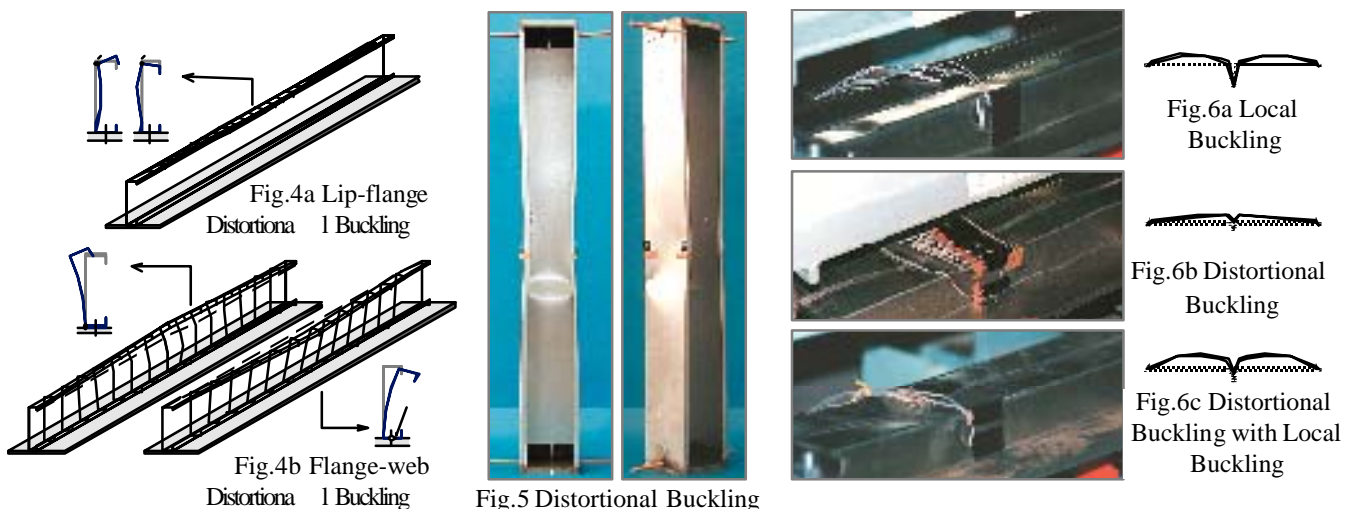 Fig.4a Lip-flange
Distortiona l Buckling
Fig.4b Flange-web
Distortiona l Buckling
Fig.5 Distortional Buckling
Fig.6a Local
Buckling
Fig.6b Distortional
Buckling
Fig.6c Distortional
Buckling with Local
Buckling